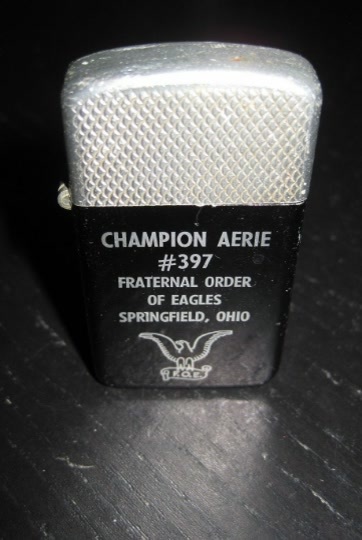 CHAMPION AERIE
#397
FRATERNAL ORDER
OF EAGLES
SPRINGFIELD, OHIO
F.O.E.